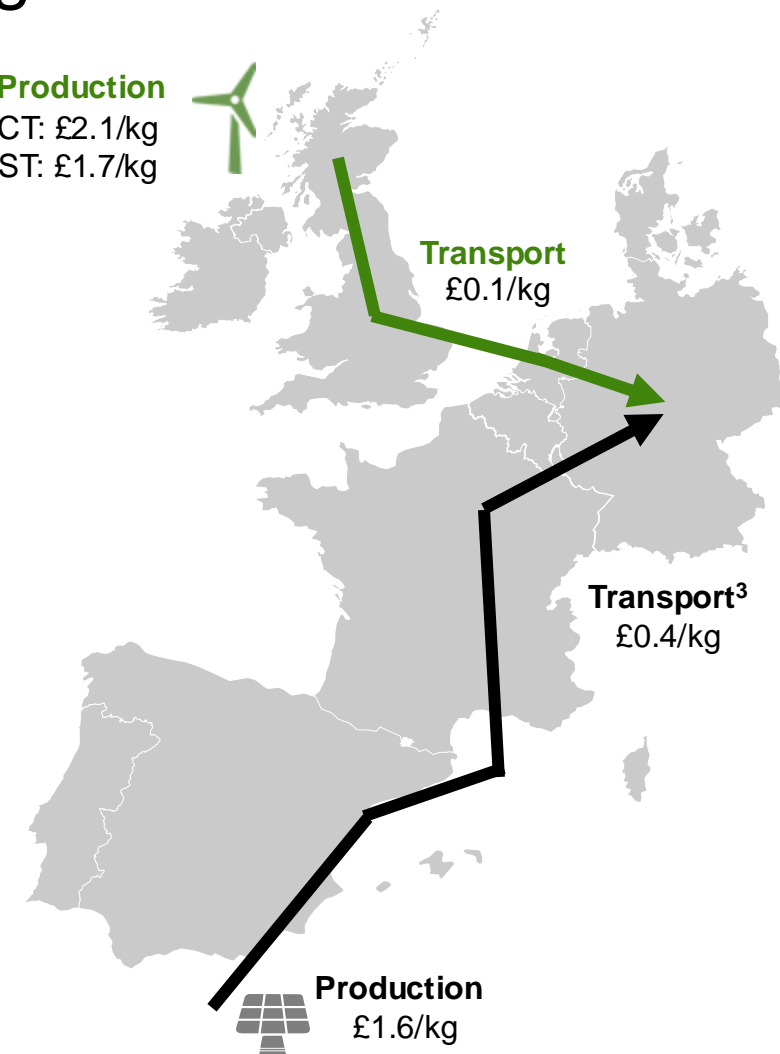 Production
CT: £2.1/kg
ST: £1.7/kg
Transport
£0.1/kg
Transport³
£0.4/kg
Production
£1.6/kg